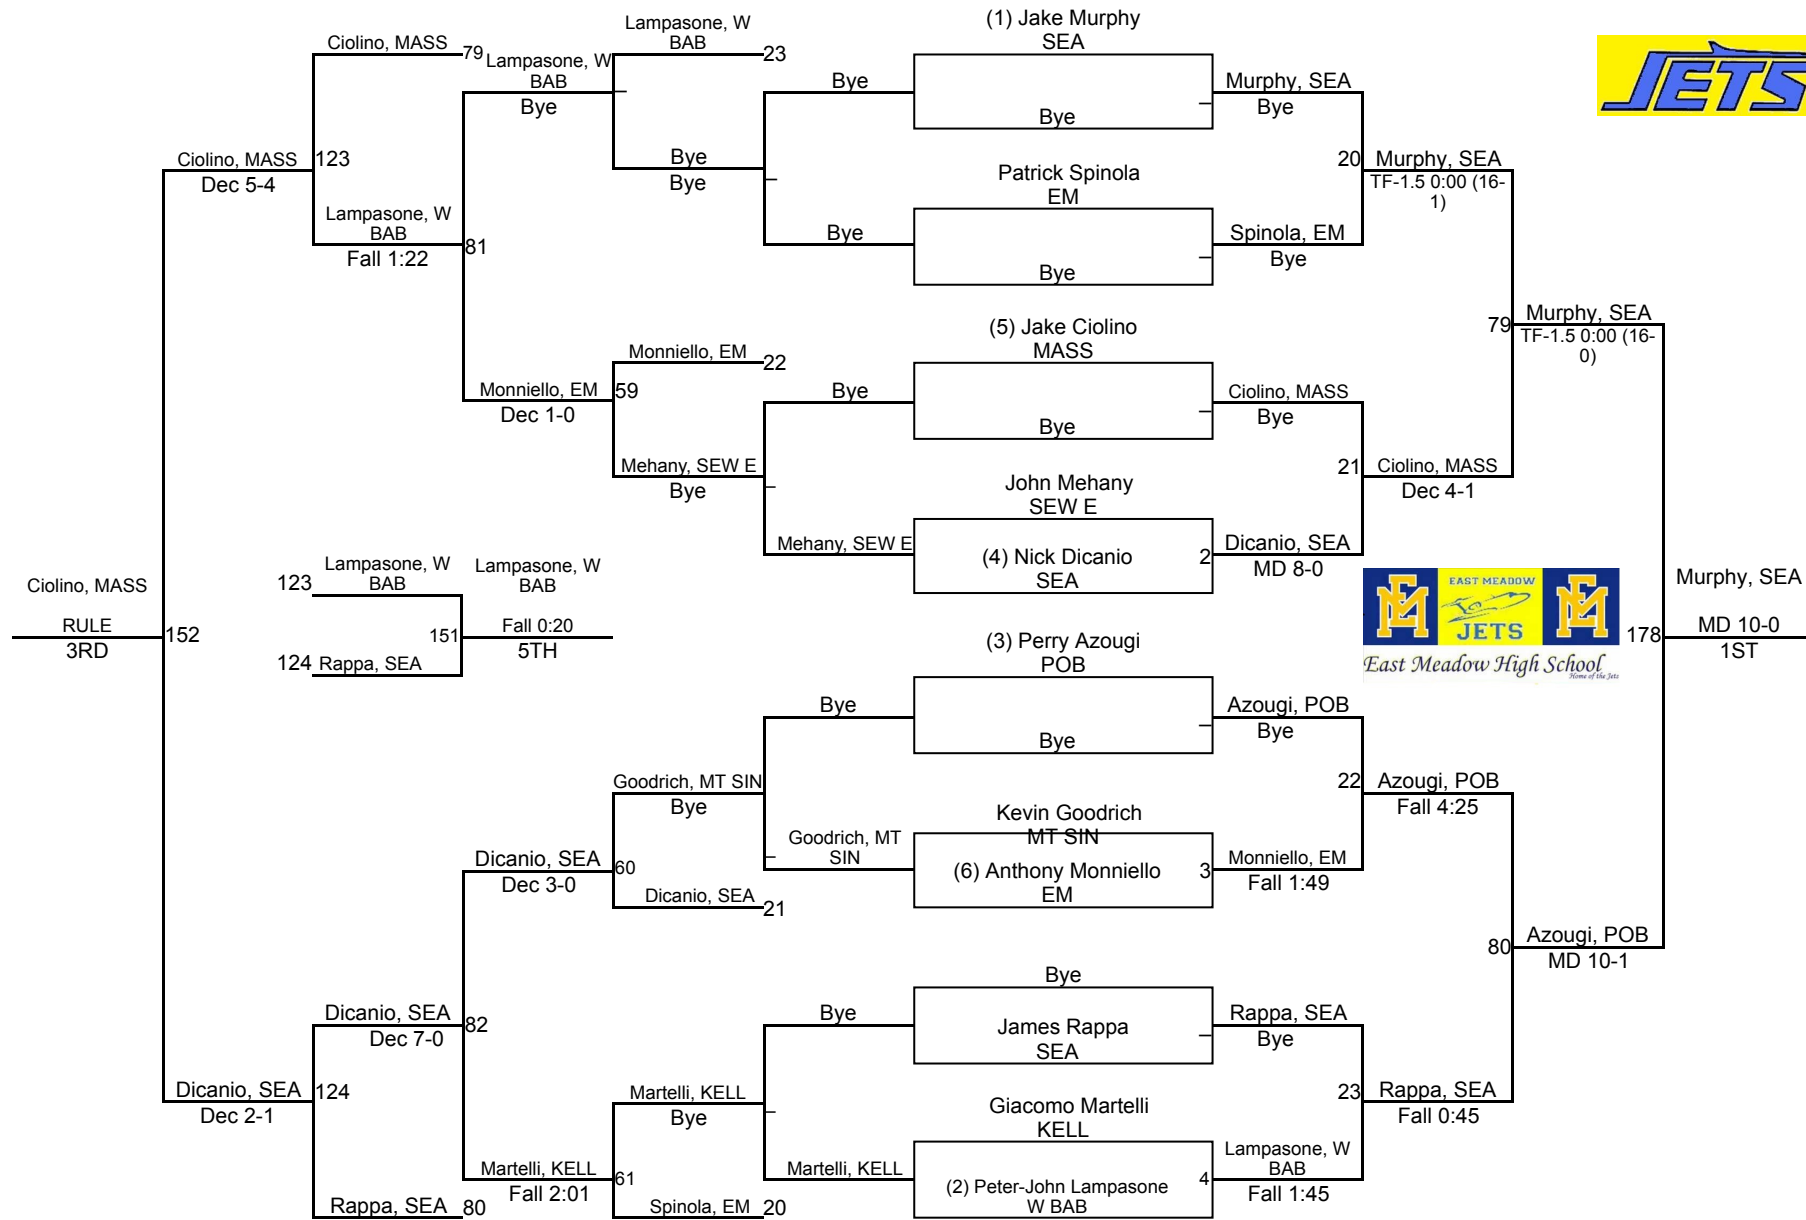 (1) Jake Murphy
SEA
Lampasone, W
BAB
23
Ciolino, MASS
79
Lampasone, W
BAB
Bye
Bye
Bye
Murphy, SEA
Bye
JETS
Ciolino, MASS
123
Dec 5-4
Bye
Bye
Patrick Spinola
EM
20
Murphy, SEA
TF-1.5 0:00 (16-
1)
Lampasone, W
BAB
81
Fall 1:22
Bye
Bye
Spinola, EM
Bye
(5) Jake Ciolino
MASS
79
Murphy, SEA
TF-1.5 0:00 (16-
0)
Monniello, EM
22
Monniello, EM
59
Dec 1-0
Bye
Bye
Ciolino, MASS
Bye
Mehany, SEW E
Bye
John Mehany
SEW E
21
Ciolino, MASS
Dec 4-1
Mehany, SEW E
(4) Nick Dicanio
SEA
2
Dicanio, SEA
MD 8-0
Ciolino, MASS
RULE
3RD
152
123
Lampasone, W
BAB
Lampasone, W
BAB
151
Fall 0:20
5TH
124
Rappa, SEA
EM
EAST MEADOW
JETS
EM
East Meadow High School
Home of the Jets
178
Murphy, SEA
MD 10-0
1ST
(3) Perry Azougi
POB
Bye
Bye
Azougi, POB
Bye
Goodrich, MT SIN
Bye
Kevin Goodrich
MT SIN
22
Azougi, POB
Fall 4:25
Dicanio, SEA
60
Dec 3-0
Goodrich, MT
SIN
(6) Anthony Monniello
EM
3
Monniello, EM
Fall 1:49
Dicanio, SEA
21
80
Azougi, POB
MD 10-1
Bye
Dicanio, SEA
82
Dec 7-0
Bye
James Rappa
SEA
Rappa, SEA
Bye
Dicanio, SEA
124
Dec 2-1
Martelli, KELL
Bye
Giacomo Martelli
KELL
23
Rappa, SEA
Fall 0:45
Martelli, KELL
61
Fall 2:01
Martelli, KELL
(2) Peter-John Lampasone
W BAB
4
Lampasone, W
BAB
Fall 1:45
Rappa, SEA
80
Spinola, EM
20